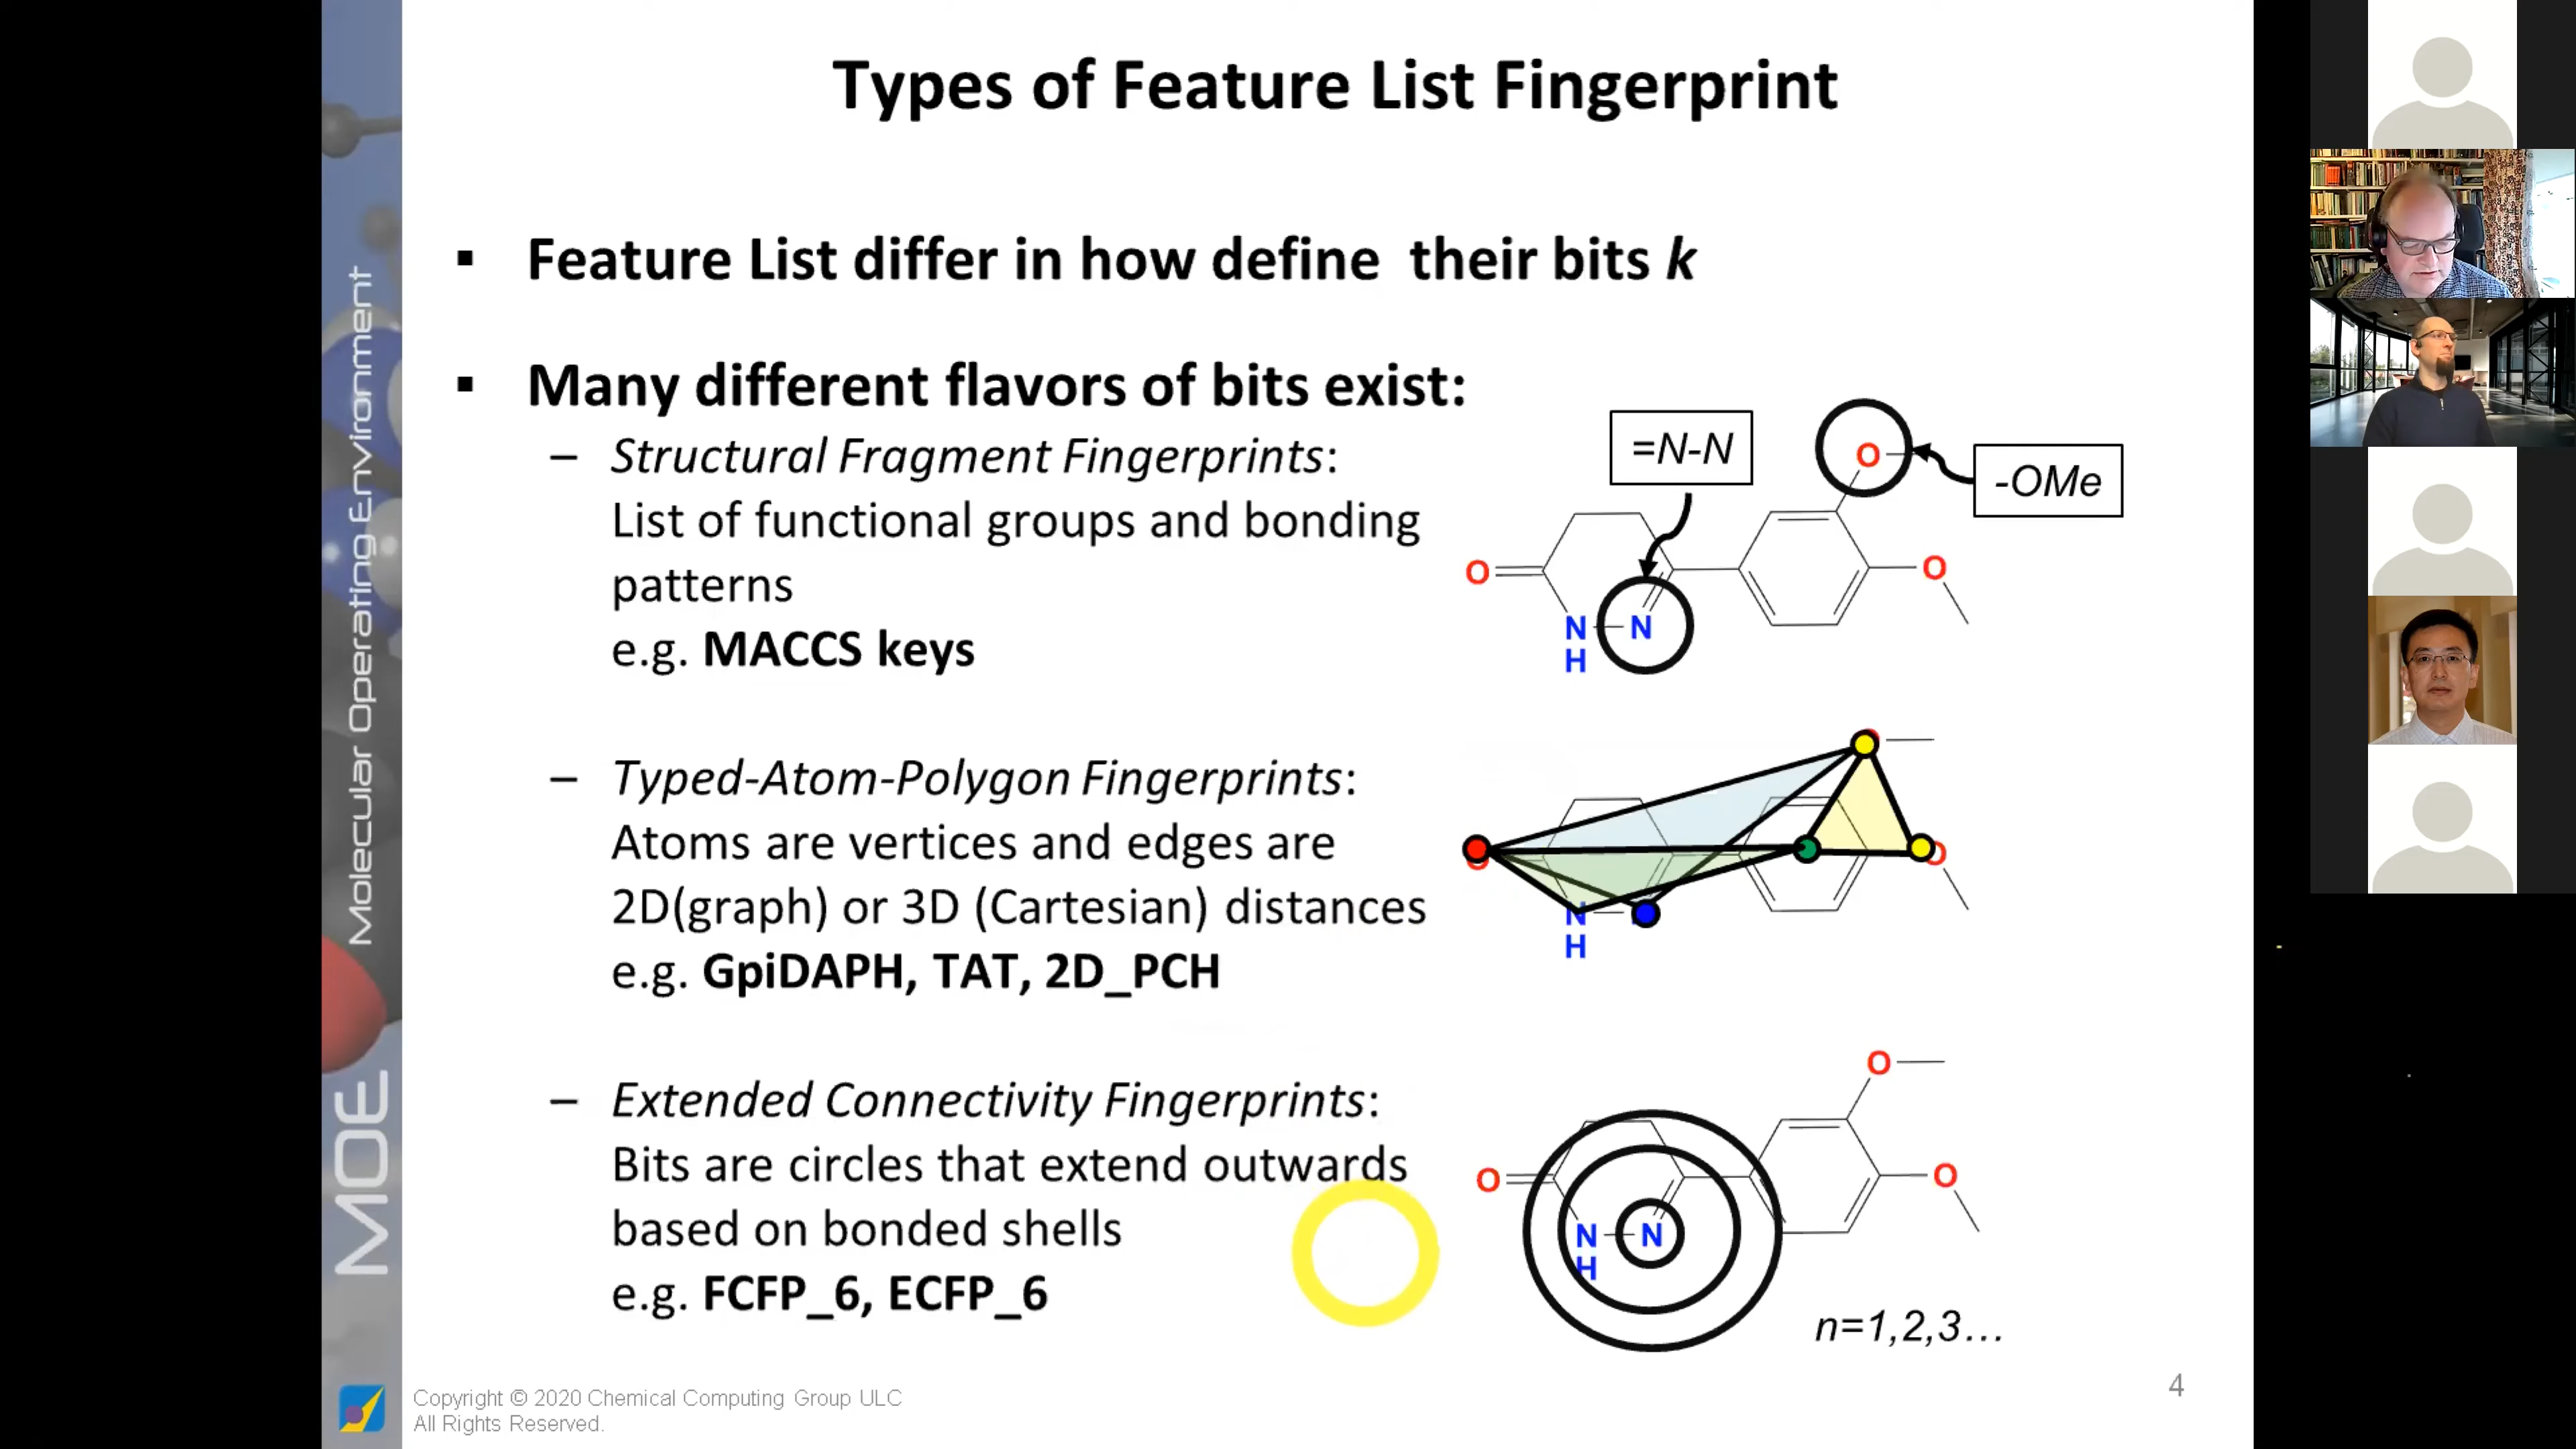 Types of Feature List Fingerprint
▪ Feature List differ in how define their bits k
▪ Many different flavors of bits exist:
– Structural Fragment Fingerprints:
List of functional groups and bonding
patterns
e.g. MACCS keys
=N-N
O
-OMe
O
O
N
N
H
– Typed-Atom-Polygon Fingerprints:
Atoms are vertices and edges are
2D(graph) or 3D (Cartesian) distances
e.g. GpiDAPH, TAT, 2D_PCH
O
O
N
H
– Extended Connectivity Fingerprints:
Bits are circles that extend outwards
based on bonded shells
e.g. FCFP_6, ECFP_6
O
O
O
N
N
H
n=1,2,3...
MOE Molecular Operating Environment
Copyright © 2020 Chemical Computing Group ULC
All Rights Reserved.
4